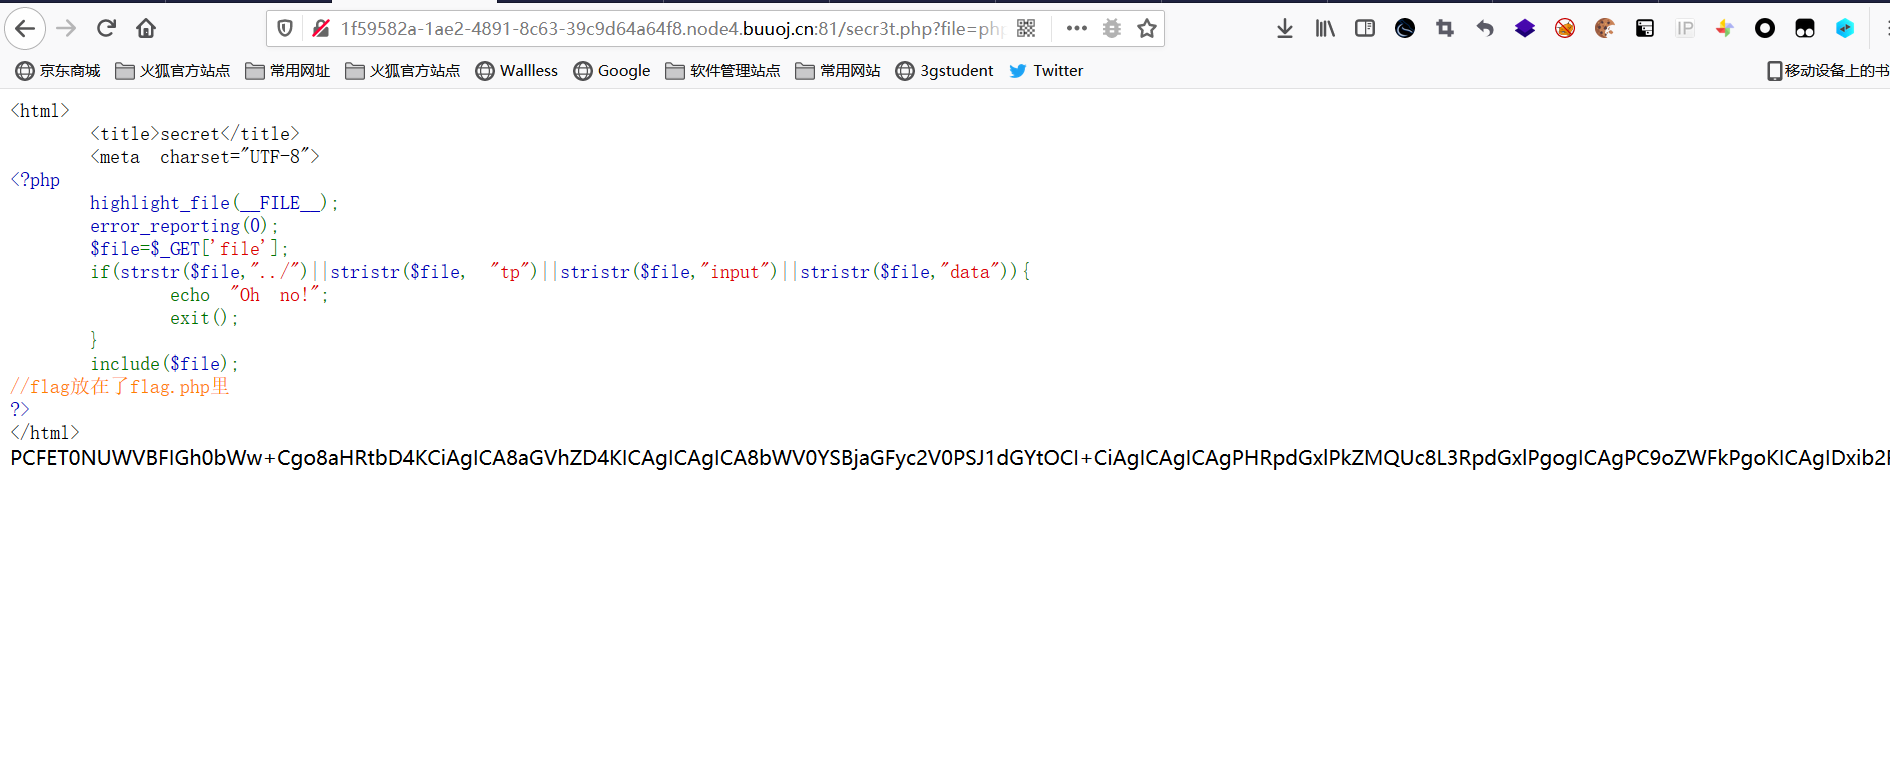 1f59582a-1ae2-4891-8c63-39c9d64a64f8.node4.buuoj.cn:81/secr3t.php?file=php
京东商城 火狐官方站点 常用网址 火狐官方站点 Wallless Google 软件管理站点 常用网站 3gstudent Twitter 移动设备上的书
<html>
<title>secret</title>
<meta charset="UTF-8">
<?php
highlight_file(__FILE__);
error_reporting(0);
$file=$_GET['file'];
if(strstr($file,"../")||stristr($file, "tp")||stristr($file,"input")||stristr($file,"data")){
echo "Oh no!";
exit();
}
include($file);
//flag放在了flag.php里
?>
</html>
PCFET0NUWVBFIGh0bWw+Cgo8aHRtbD4KCiAgICA8aGVhZD4KICAgICAgICA8bWV0YSBjaGFyc2V0PSJ1dGYtOCI+CiAgICAgICAgPHRpdGxlPkZMQUc8L3RpdGxlPgogICAgPC9oZWFkPgoKICAgIDxib2R